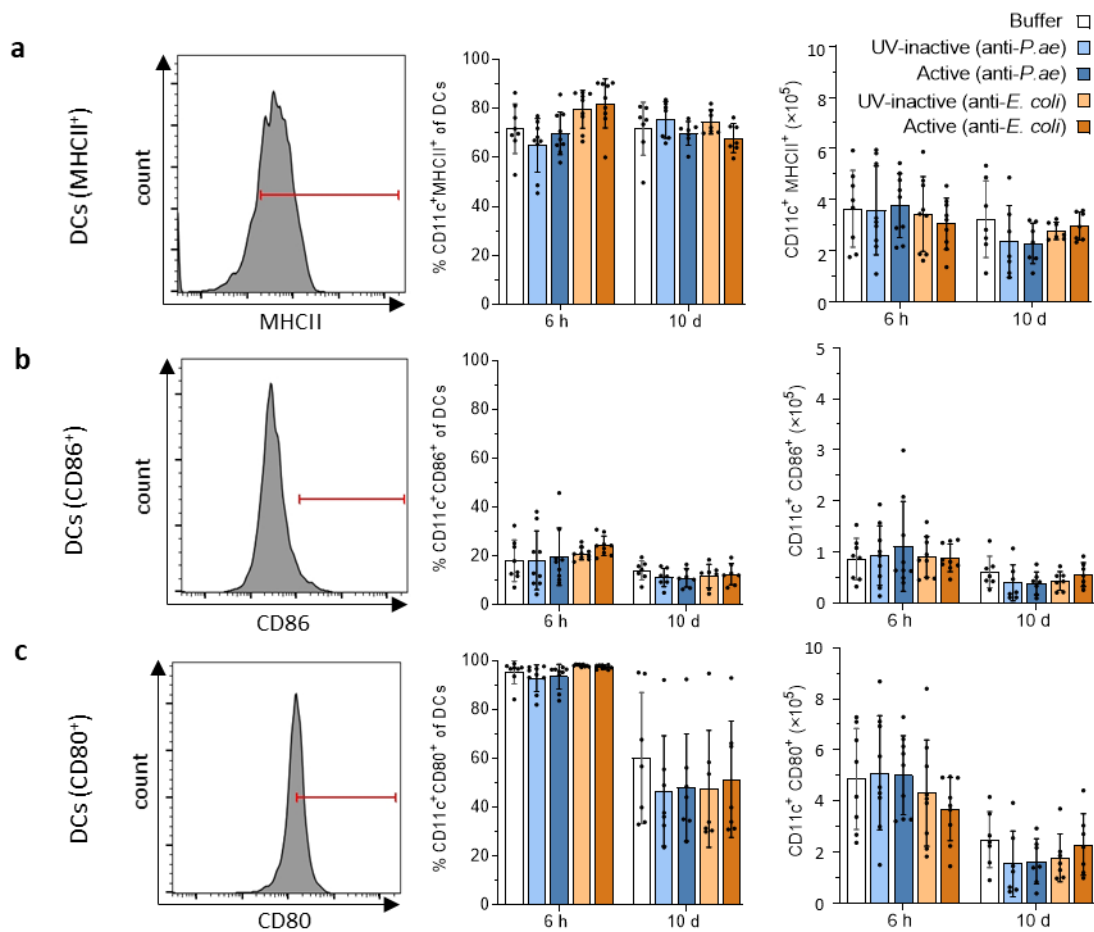 Buffer
UV-inactive (anti-P.ae)
Active (anti-P.ae)
UV-inactive (anti-E. coli)
Active (anti-E. coli)
a
DCs (MHCII⁺)
count
MHCII
% CD11c⁺MHCII⁺ of DCs
100
80
60
40
20
0
6 h
10 d
CD11c⁺ MHCII⁺ (×10⁵)
10
8
6
4
2
0
6 h
10 d
b
DCs (CD86⁺)
count
CD86
% CD11c⁺CD86⁺ of DCs
100
80
60
40
20
0
6 h
10 d
CD11c⁺ CD86⁺ (×10⁵)
5
4
3
2
1
0
6 h
10 d
c
DCs (CD80⁺)
count
CD80
% CD11c⁺CD80⁺ of DCs
100
80
60
40
20
0
6 h
10 d
CD11c⁺ CD80⁺ (×10⁵)
10
8
6
4
2
0
6 h
10 d